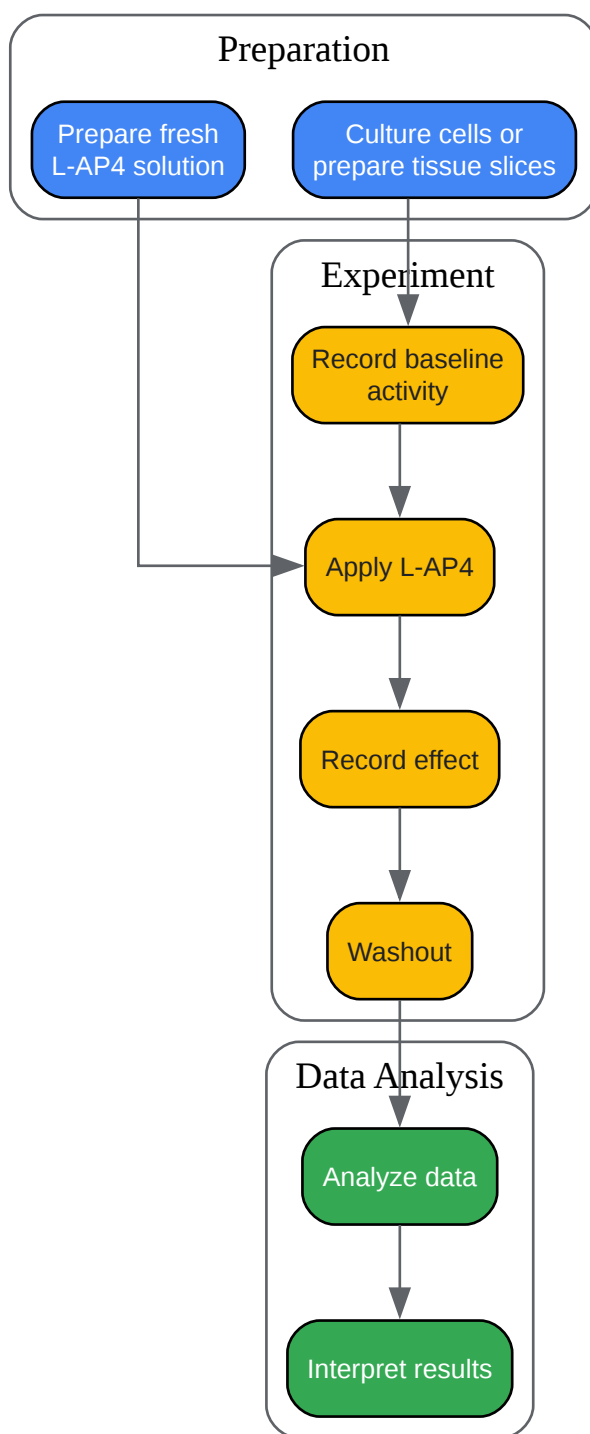 Preparation
Prepare fresh
L-AP4 solution
Culture cells or
prepare tissue slices
Experiment
Record baseline
activity
Apply L-AP4
Record effect
Washout
Data Analysis
Analyze data
Interpret results